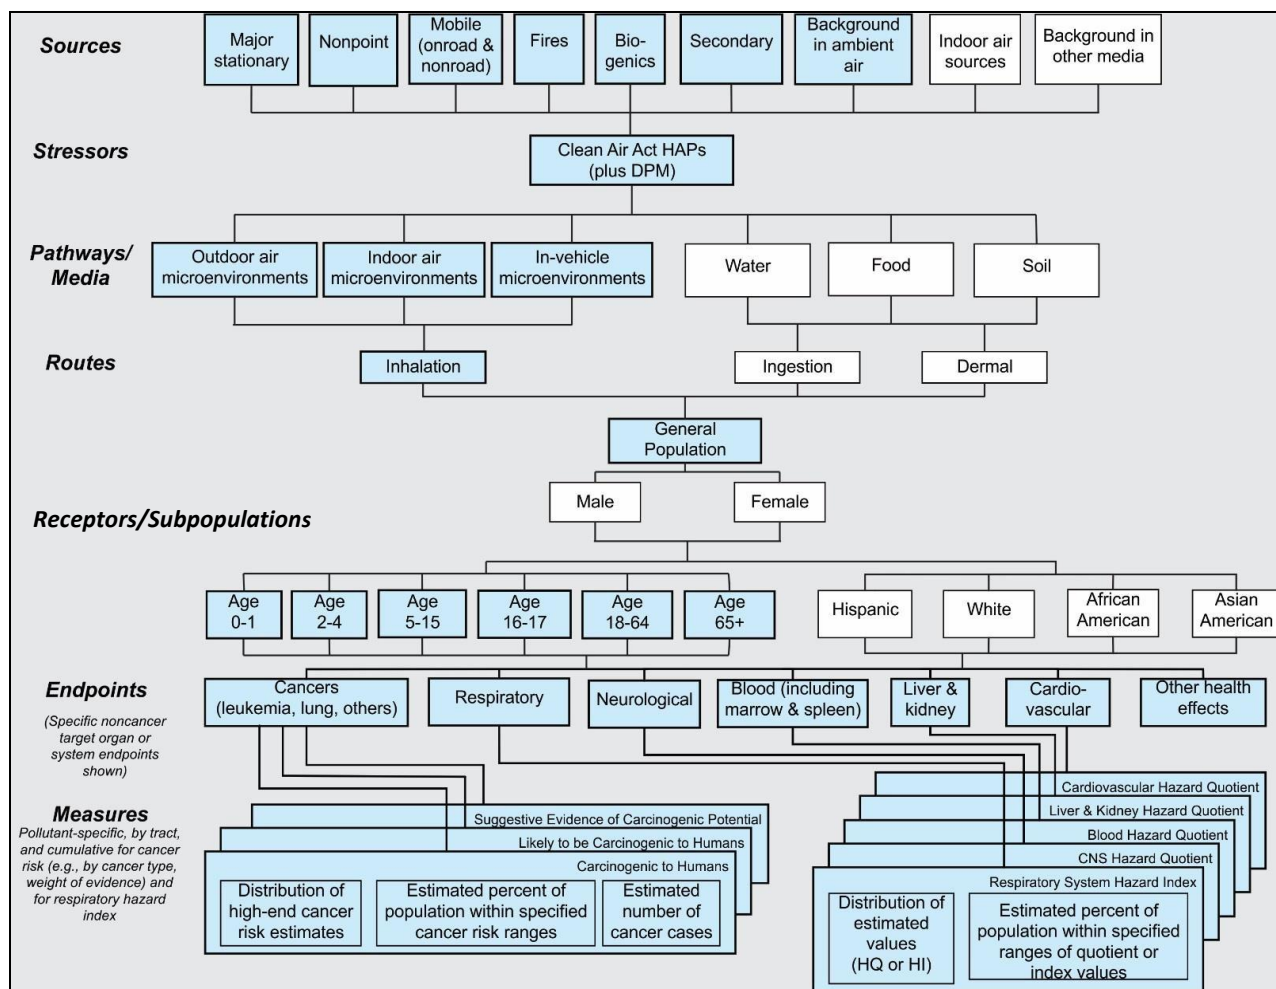 Sources
Major
stationary
Nonpoint
Mobile
(onroad &
nonroad)
Fires
Bio-
genics
Secondary
Background
in ambient
air
Indoor air
sources
Background in
other media
Stressors
Clean Air Act HAPs
(plus DPM)
Pathways/
Media
Outdoor air
microenvironments
Indoor air
microenvironments
In-vehicle
microenvironments
Water
Food
Soil
Routes
Inhalation
Ingestion
Dermal
General
Population
Male
Female
Receptors/Subpopulations
Age
0-1
Age
2-4
Age
5-15
Age
16-17
Age
18-64
Age
65+
Hispanic
White
African
American
Asian
American
Endpoints
(Specific noncancer
target organ or
system endpoints
shown)
Cancers
(leukemia, lung, others)
Respiratory
Neurological
Blood (including
marrow & spleen)
Liver &
kidney
Cardio-
vascular
Other health
effects
Measures
Pollutant-specific, by tract,
and cumulative for cancer
risk (e.g., by cancer type,
weight of evidence) and
for respiratory hazard
index
Suggestive Evidence of Carcinogenic Potential
Likely to be Carcinogenic to Humans
Carcinogenic to Humans
Distribution of
high-end cancer
risk estimates
Estimated percent of
population within specified
cancer risk ranges
Estimated
number of
cancer cases
Cardiovascular Hazard Quotient
Liver & Kidney Hazard Quotient
Blood Hazard Quotient
CNS Hazard Quotient
Respiratory System Hazard Index
Distribution of
estimated
values
(HQ or HI)
Estimated percent of
population within specified
ranges of quotient or
index values